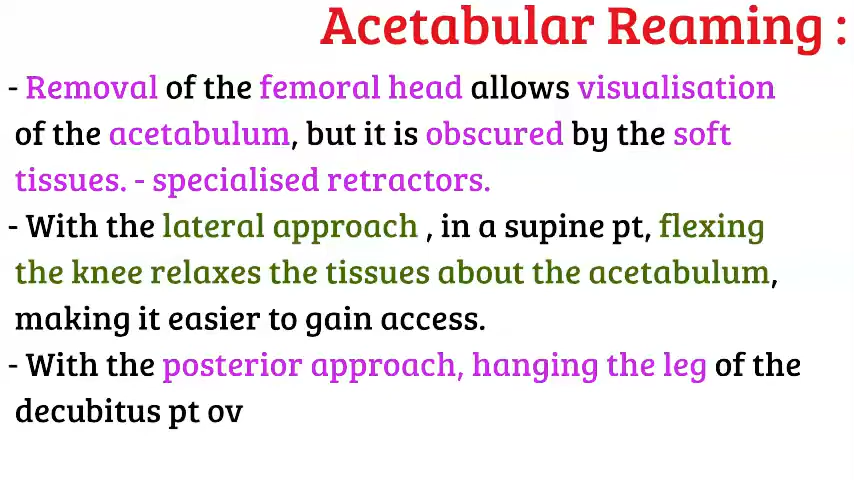 Acetabular Reaming :
- Removal of the femoral head allows visualisation
of the acetabulum, but it is obscured by the soft
tissues. - specialised retractors.
- With the lateral approach , in a supine pt, flexing
the knee relaxes the tissues about the acetabulum,
making it easier to gain access.
- With the posterior approach, hanging the leg of the
decubitus pt ov